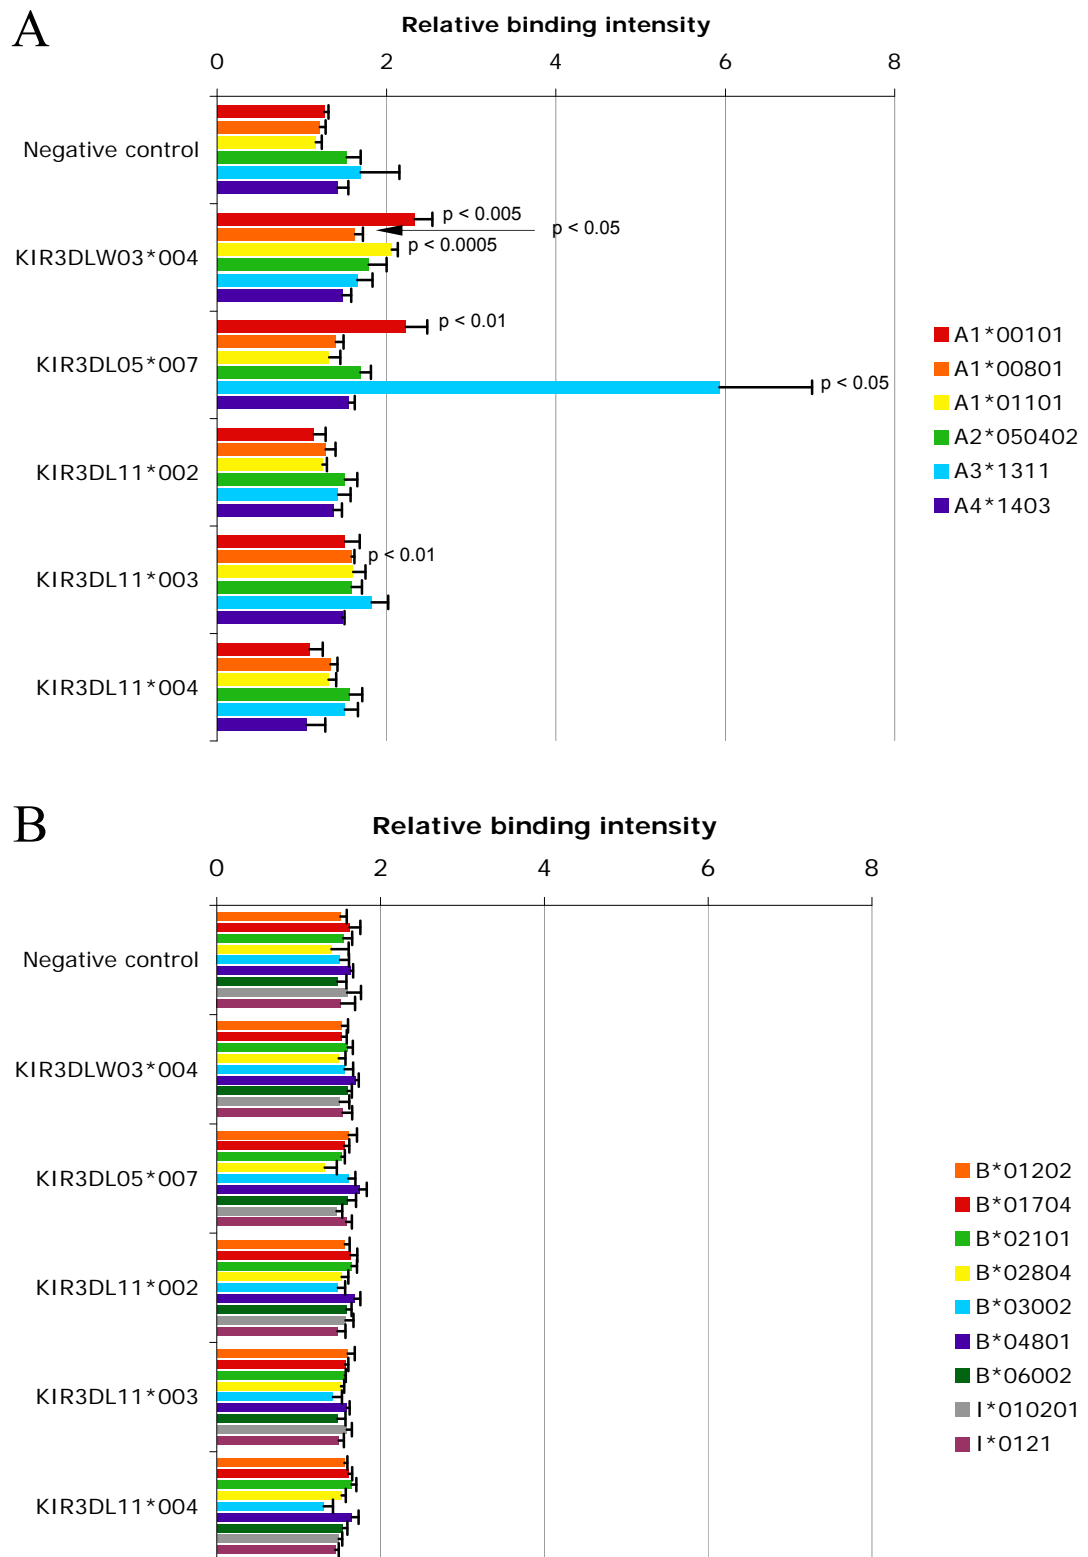 A
Relative binding intensity
0 2 4 6 8
Negative control
KIR3DLW03*004
p < 0.005
p < 0.05
p < 0.0005
KIR3DL05*007
p < 0.01
p < 0.05
KIR3DL11*002
KIR3DL11*003
p < 0.01
KIR3DL11*004
A1*00101
A1*00801
A1*01101
A2*050402
A3*1311
A4*1403
B
Relative binding intensity
0 2 4 6 8
Negative control
KIR3DLW03*004
KIR3DL05*007
KIR3DL11*002
KIR3DL11*003
KIR3DL11*004
B*01202
B*01704
B*02101
B*02804
B*03002
B*04801
B*06002
I*010201
I*0121